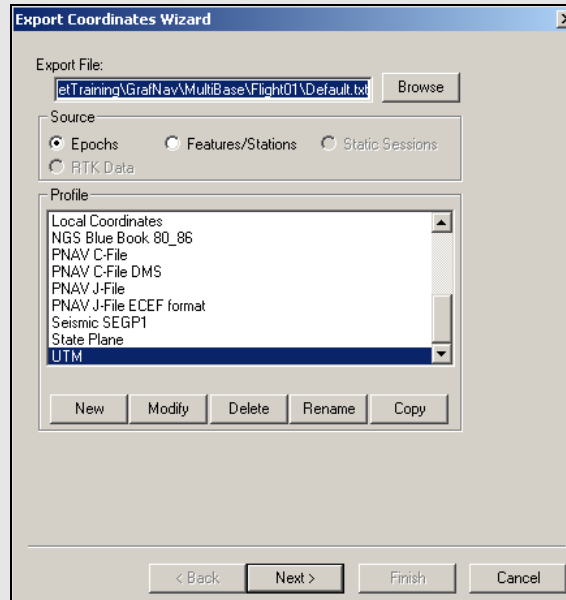 Export Coordinates Wizard
Export File:
etTraining\GrafNav\MultiBase\Flight01\Default.txt
Browse
Source
Epochs
Features/Stations
Static Sessions
RTK Data
Profile
Local Coordinates
NGS Blue Book 80_86
PNAV C-File
PNAV C-File DMS
PNAV J-File
PNAV J-File ECEF format
Seismic SEGP1
State Plane
UTM
New
Modify
Delete
Rename
Copy
< Back
Next >
Finish
Cancel